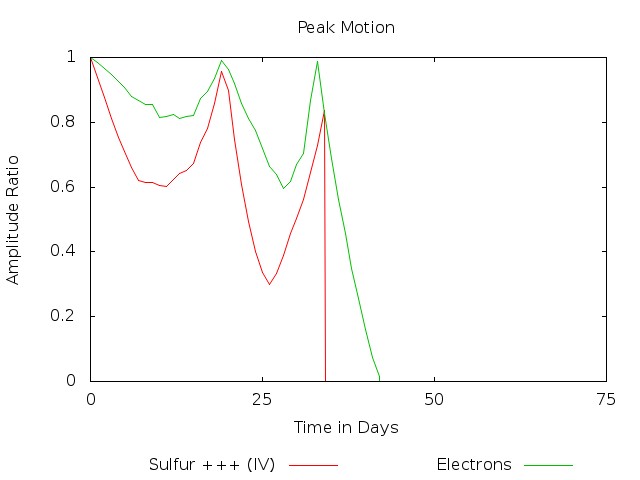 Peak Motion
1
0.8
0.6
0.4
0.2
0
Amplitude Ratio
0 25 50 75
Time in Days
Sulfur +++ (IV) Electrons